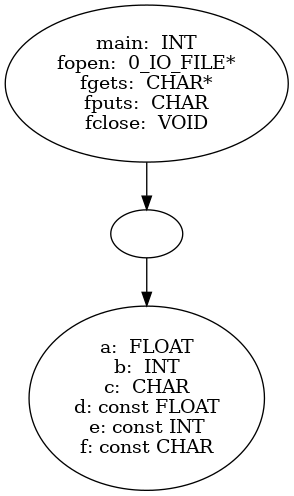 main:  INT
fopen:  0_IO_FILE*
fgets:  CHAR*
fputs:  CHAR
fclose:  VOID
a:  FLOAT
b:  INT
c:  CHAR
d: const FLOAT
e: const INT
f: const CHAR